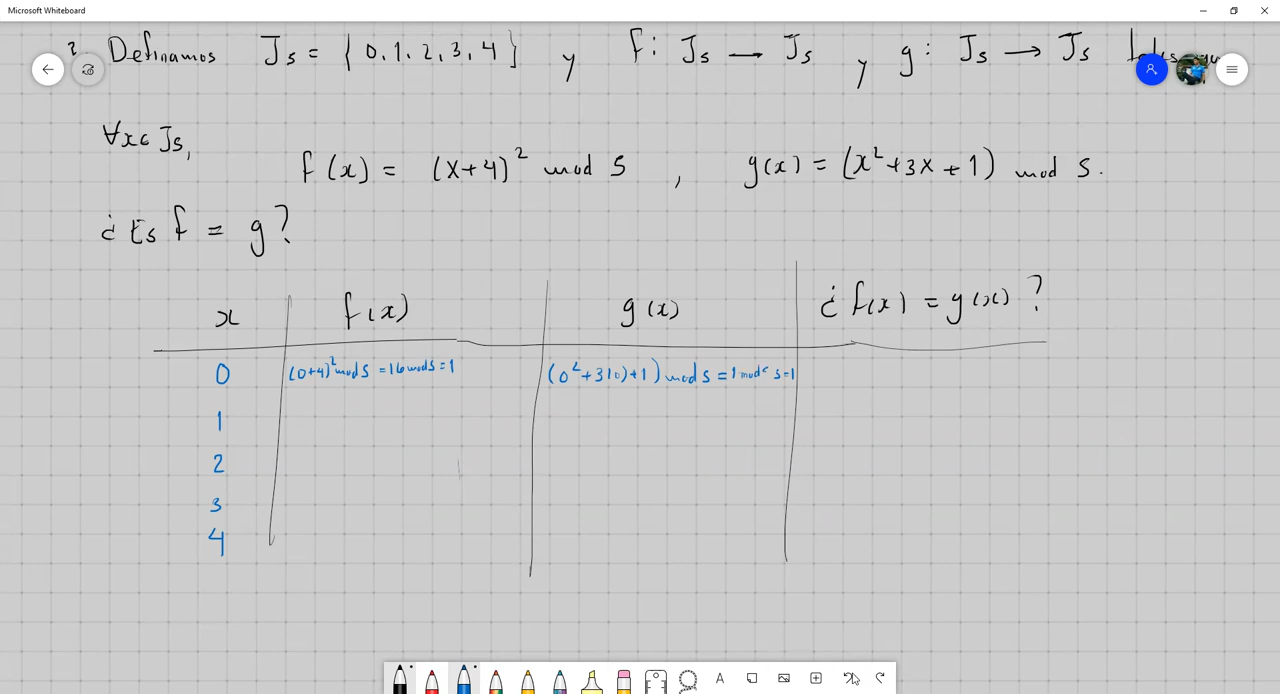 Microsoft Whiteboard
2 Definamos J5 = { 0, 1, 2, 3, 4 } y f: J5 → J5 y g: J5 → J5
∀x∈J5,
f(x) = (x+4)² mod 5 , g(x) = (x²+3x+1) mod 5.
¿Es f = g?
x f(x) g(x) ¿f(x) = g(x)?
0 (0+4)² mod 5 = 16 mod 5 = 1 (0²+3(0)+1) mod 5 = 1 mod 5 = 1
1
2
3
4
A